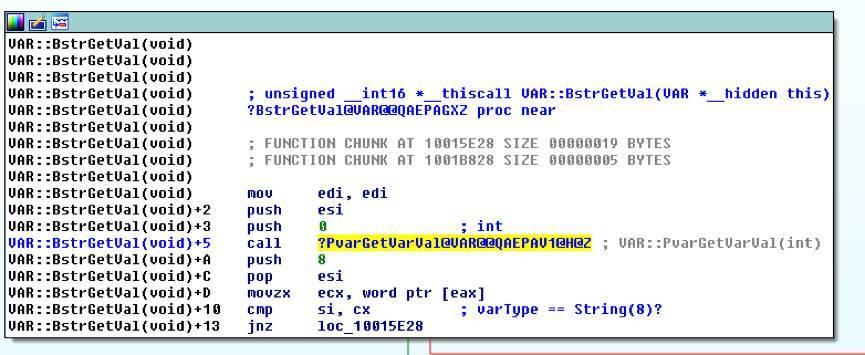 VAR::BstrGetVal(void)
VAR::BstrGetVal(void)
VAR::BstrGetVal(void)
VAR::BstrGetVal(void) ; unsigned __int16 *__thiscall VAR::BstrGetVal(VAR *__hidden this)
VAR::BstrGetVal(void) ?BstrGetVal@VAR@@QAEPAGXZ proc near
VAR::BstrGetVal(void)
VAR::BstrGetVal(void) ; FUNCTION CHUNK AT 10015E28 SIZE 00000019 BYTES
VAR::BstrGetVal(void) ; FUNCTION CHUNK AT 1001B828 SIZE 00000005 BYTES
VAR::BstrGetVal(void)
VAR::BstrGetVal(void) mov edi, edi
VAR::BstrGetVal(void)+2 push esi
VAR::BstrGetVal(void)+3 push 0 ; int
VAR::BstrGetVal(void)+5 call ?PvarGetVarVal@VAR@@QAEPAV1@H@Z ; VAR::PvarGetVarVal(int)
VAR::BstrGetVal(void)+A push 8
VAR::BstrGetVal(void)+C pop esi
VAR::BstrGetVal(void)+D movzx ecx, word ptr [eax]
VAR::BstrGetVal(void)+10 cmp si, cx ; varType == String(8)?
VAR::BstrGetVal(void)+13 jnz loc_10015E28